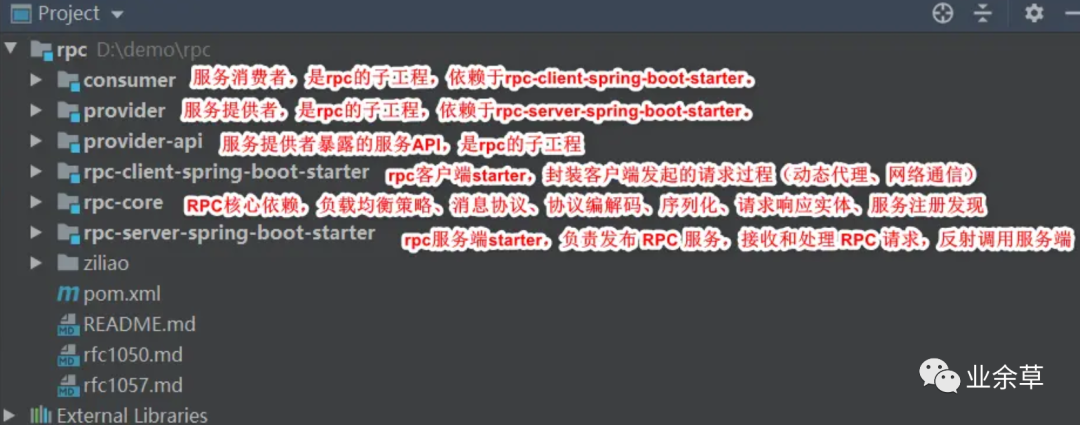 Project
rpc D:\demo\rpc
consumer 服务消费者，是rpc的子工程，依赖于rpc-client-spring-boot-starter。
provider 服务提供者，是rpc的子工程，依赖于rpc-server-spring-boot-starter。
provider-api 服务提供者暴露的服务API，是rpc的子工程
rpc-client-spring-boot-starter rpc客户端starter，封装客户端发起的请求过程（动态代理、网络通信）
rpc-core RPC核心依赖，负载均衡策略、消息协议、协议编解码、序列化、请求响应实体、服务注册发现
rpc-server-spring-boot-starter rpc服务端starter，负责发布 RPC 服务，接收和处理 RPC 请求，反射调用服务端
ziliao
m pom.xml
MD README.md
MD rfc1050.md
MD rfc1057.md
业余草
External Libraries